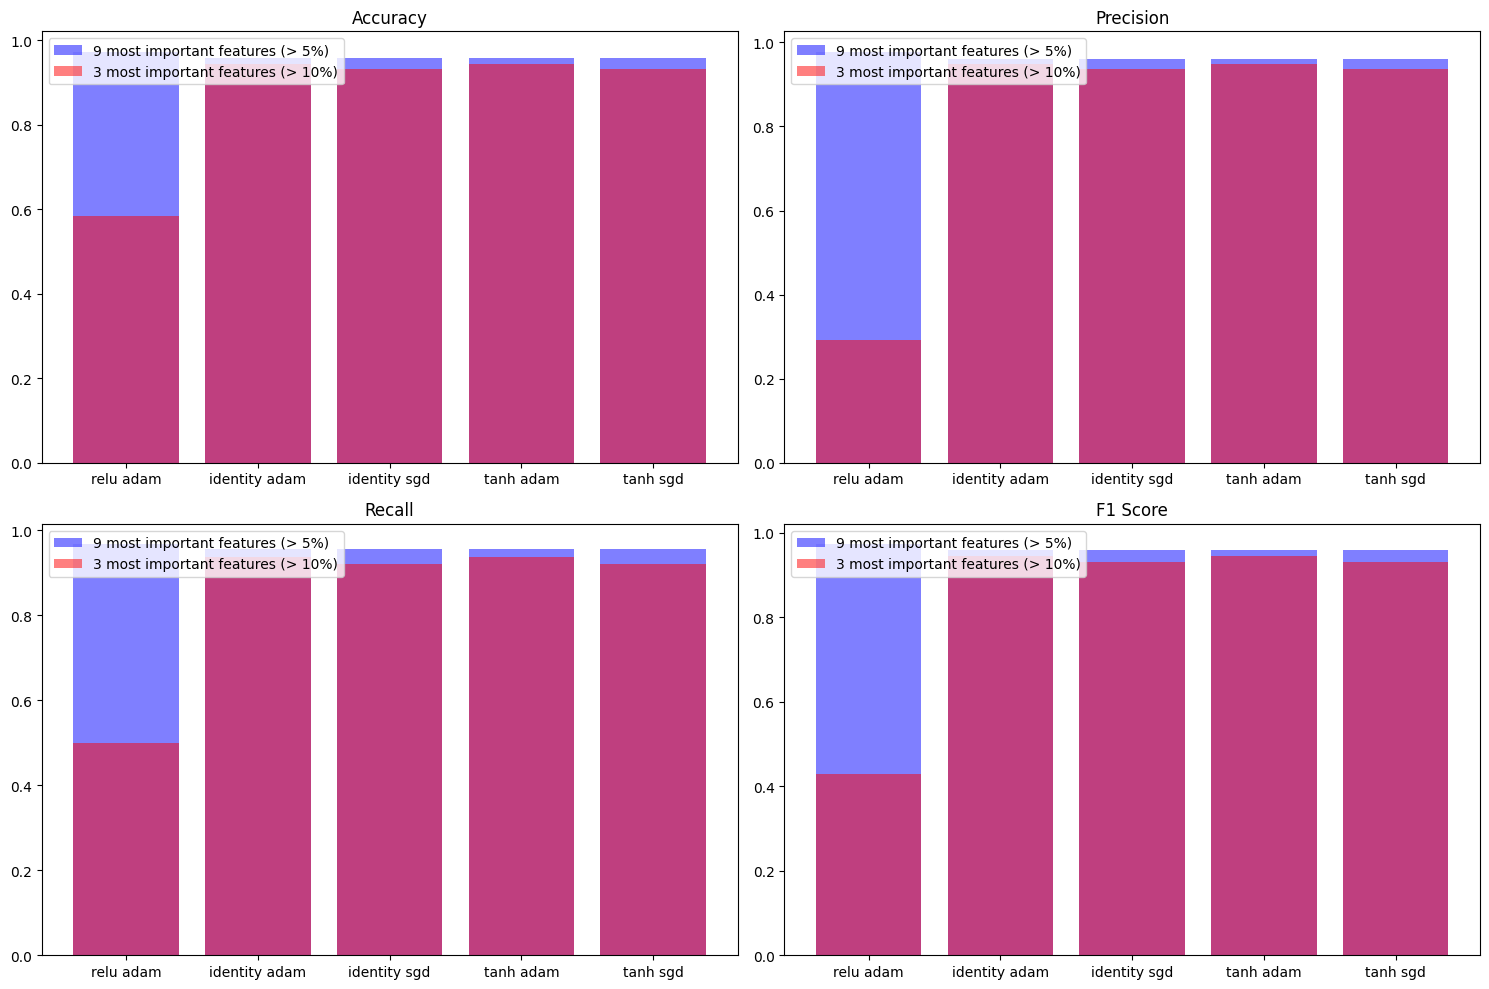 Accuracy
9 most important features (> 5%)
3 most important features (> 10%)
1.0
0.8
0.6
0.4
0.2
0.0
relu adam
identity adam
identity sgd
tanh adam
tanh sgd
Precision
9 most important features (> 5%)
3 most important features (> 10%)
1.0
0.8
0.6
0.4
0.2
0.0
relu adam
identity adam
identity sgd
tanh adam
tanh sgd
Recall
9 most important features (> 5%)
3 most important features (> 10%)
1.0
0.8
0.6
0.4
0.2
0.0
relu adam
identity adam
identity sgd
tanh adam
tanh sgd
F1 Score
9 most important features (> 5%)
3 most important features (> 10%)
1.0
0.8
0.6
0.4
0.2
0.0
relu adam
identity adam
identity sgd
tanh adam
tanh sgd